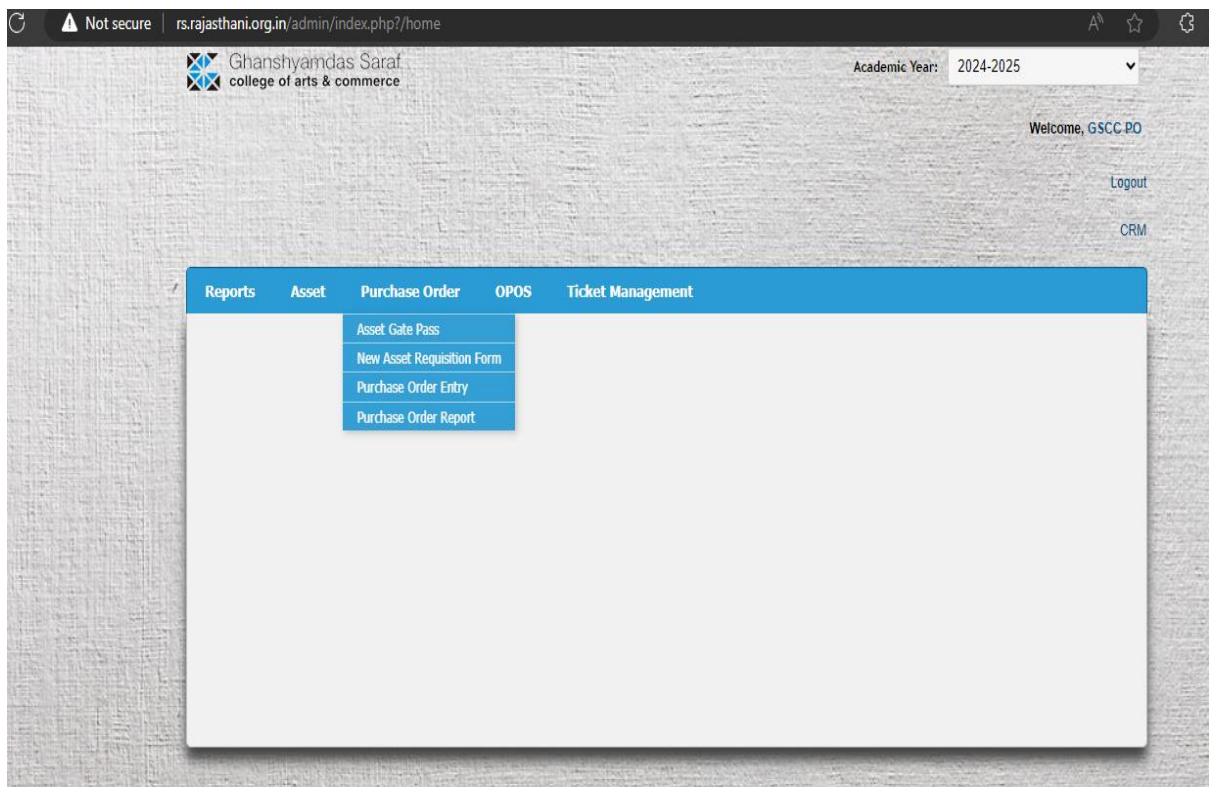 Not secure rs.rajasthani.org.in/admin/index.php?/home
Ghanshyamdas Saraf
college of arts & commerce
Academic Year: 2024-2025
Welcome, GSCC PO
Logout
CRM
Reports Asset Purchase Order OPOS Ticket Management
Asset Gate Pass
New Asset Requisition Form
Purchase Order Entry
Purchase Order Report